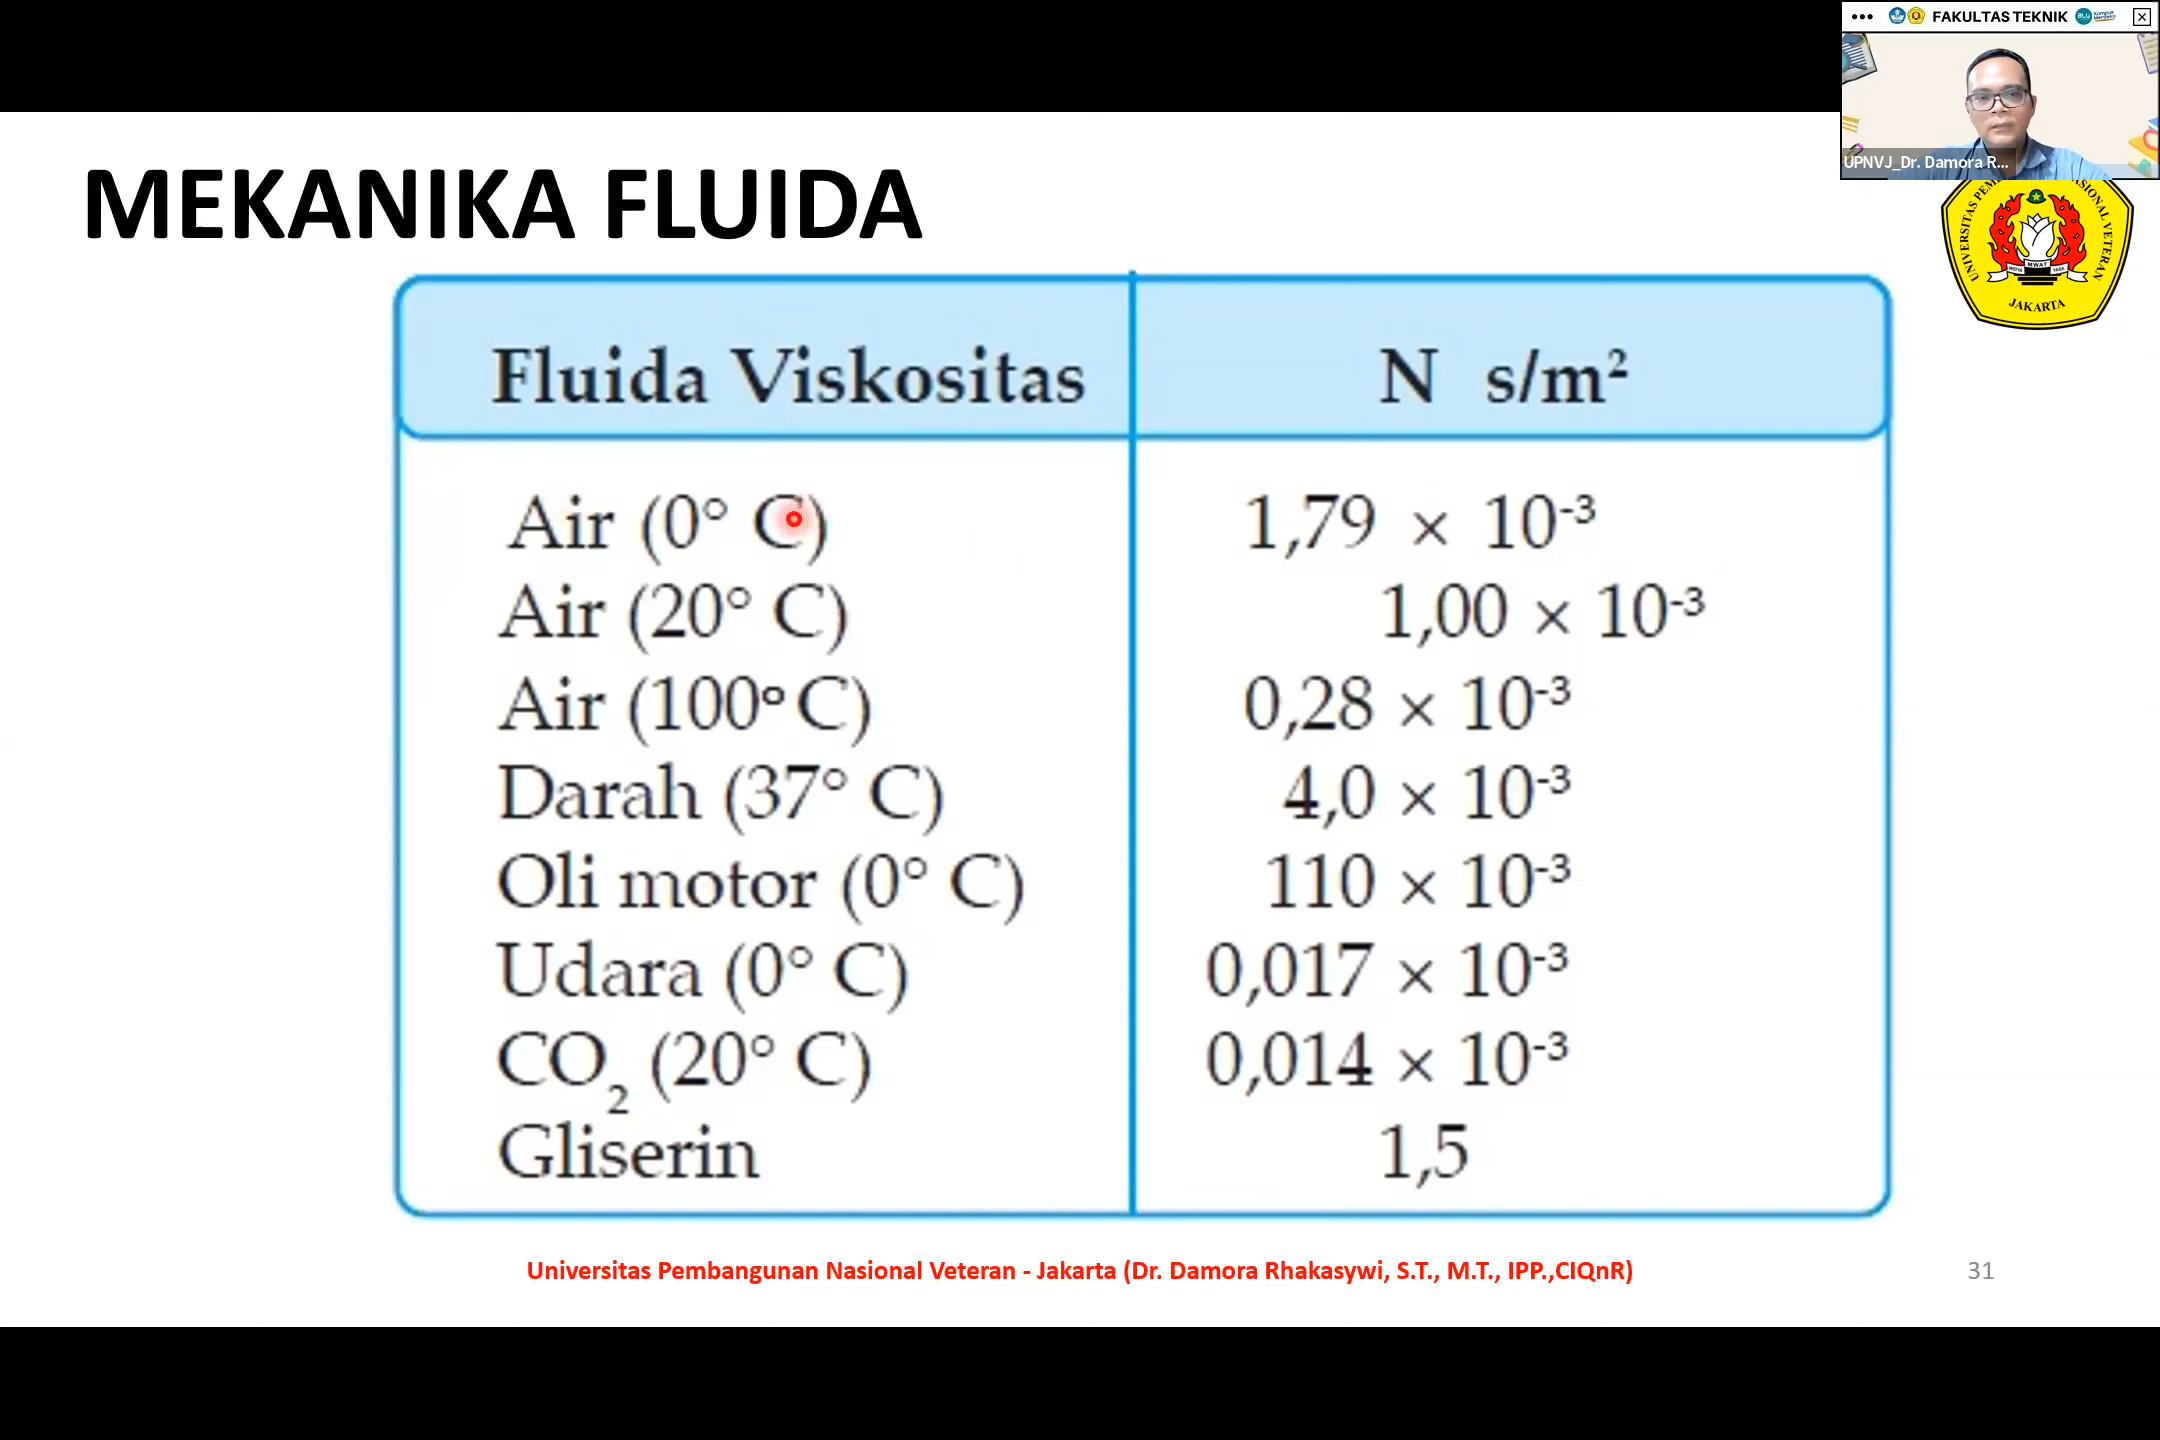 ••• FAKULTAS TEKNIK
UPNVJ_Dr. Damora R...
MEKANIKA FLUIDA
JAKARTA
Fluida Viskositas N s/m²
Air (0° C) 1,79 × 10⁻³
Air (20° C) 1,00 × 10⁻³
Air (100° C) 0,28 × 10⁻³
Darah (37° C) 4,0 × 10⁻³
Oli motor (0° C) 110 × 10⁻³
Udara (0° C) 0,017 × 10⁻³
CO₂ (20° C) 0,014 × 10⁻³
Gliserin 1,5
Universitas Pembangunan Nasional Veteran - Jakarta (Dr. Damora Rhakasywi, S.T., M.T., IPP.,CIQnR)
31